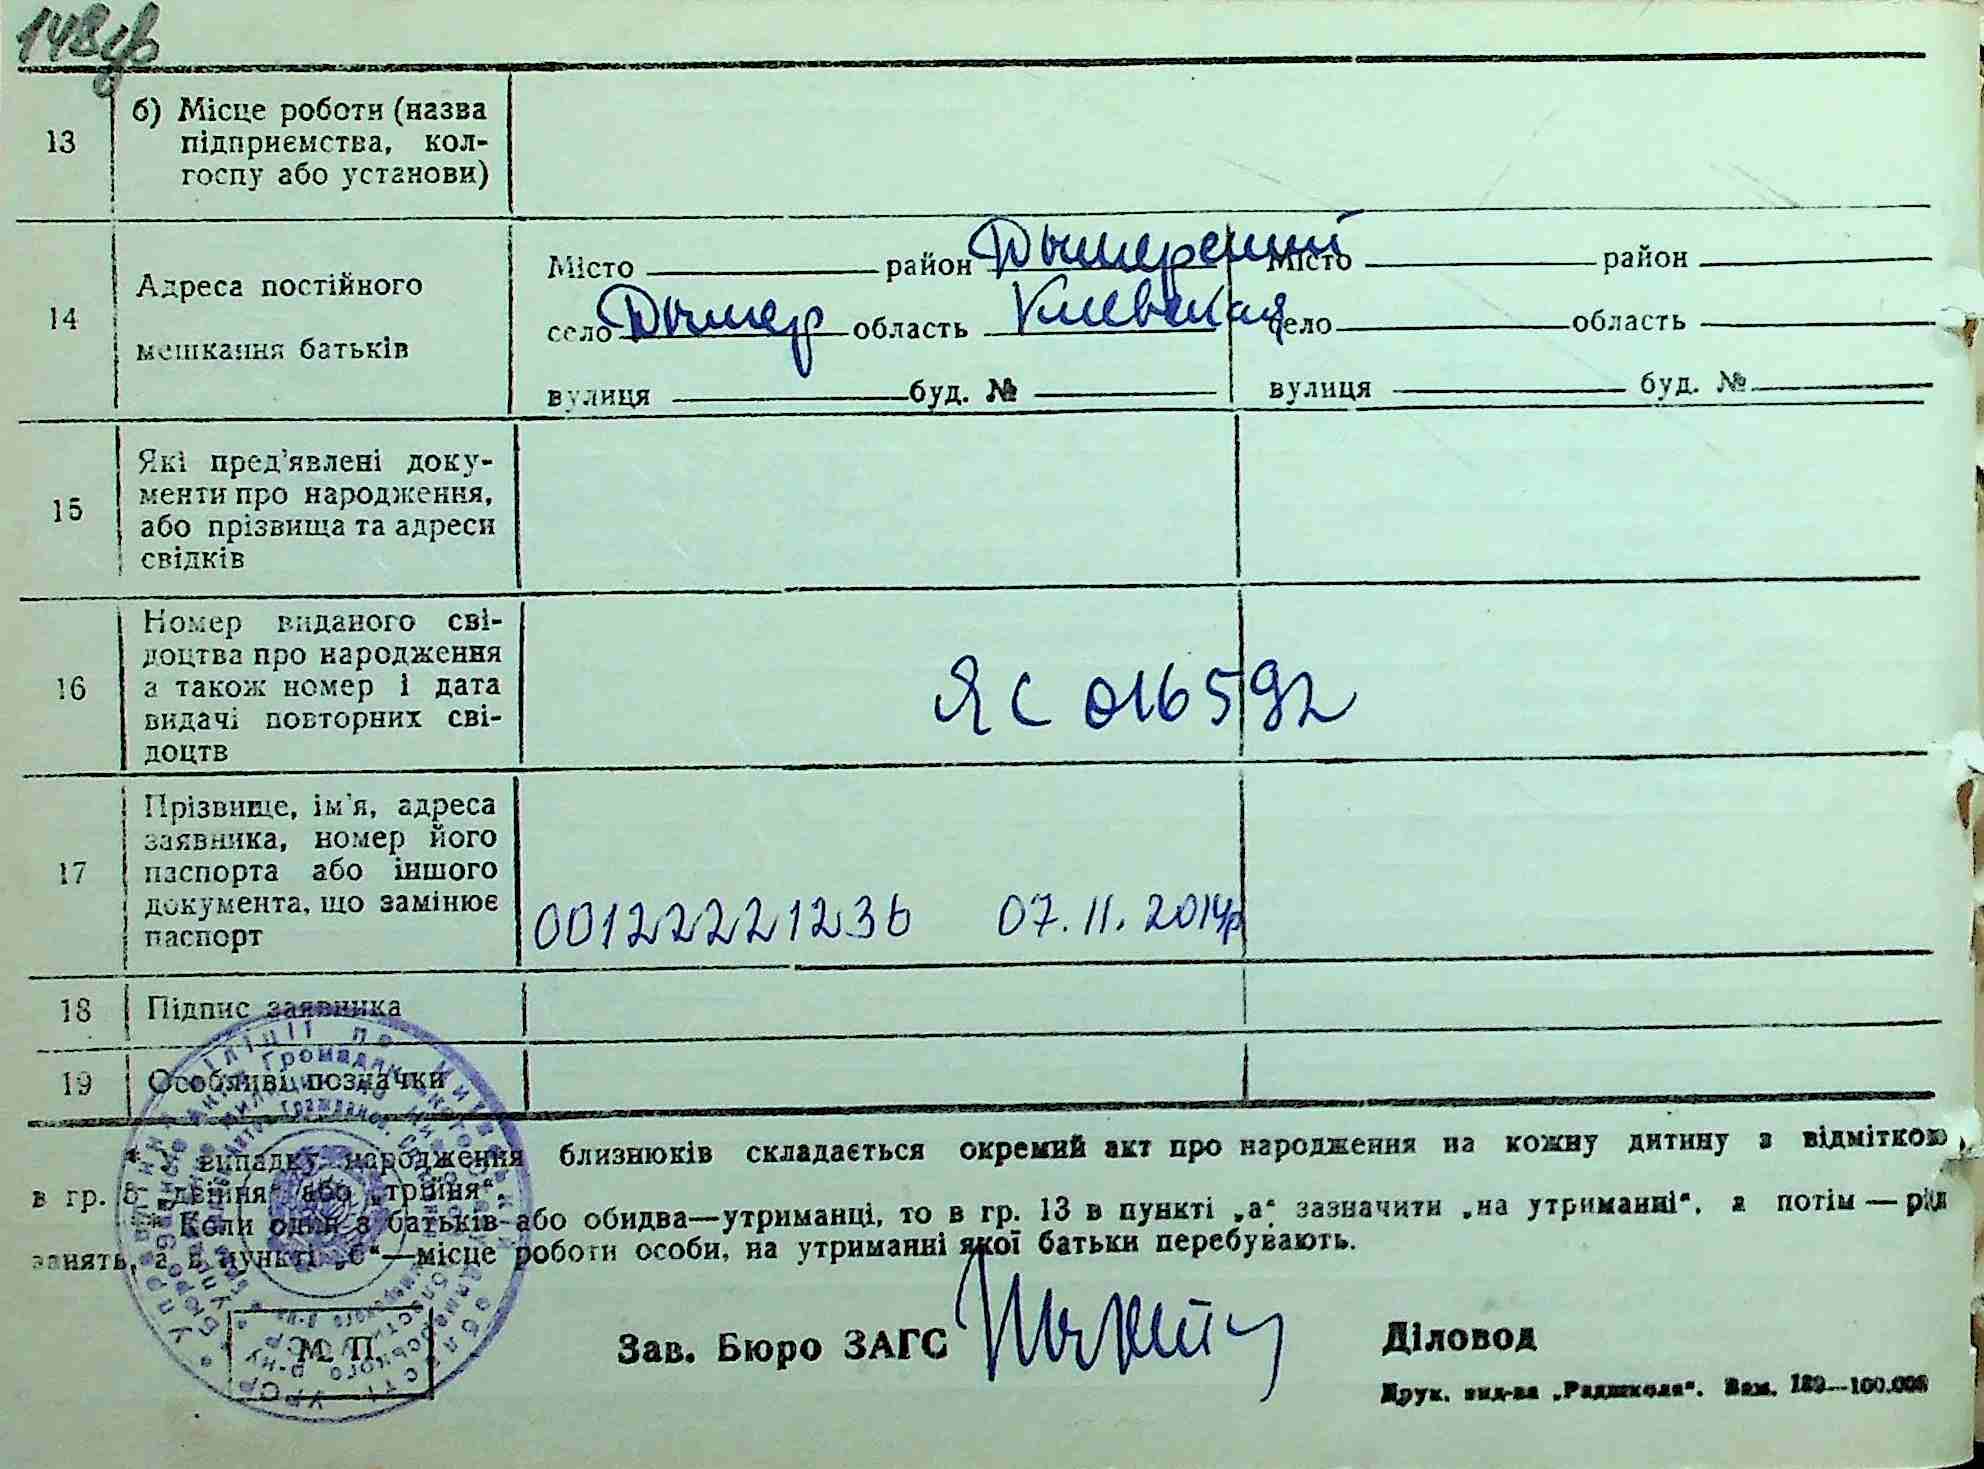 148зв
13 б) Місце роботи (назва
підприємства, кол-
госпу або установи)
14 Адреса постійного
мешкання батьків
Місто район Дымерский
село Дымер область Киевская
вулиця буд. №
Місто район
село область
вулиця буд. №
15 Які пред'явлені доку-
менти про народження,
або прізвища та адреси
свідків
16 Номер виданого сві-
доцтва про народження
а також номер і дата
видачі повторних сві-
доцтв
ЯС 016592
17 Прізвище, ім'я, адреса
заявника, номер його
паспорта або іншого
документа, що замінює
паспорт
00122221236 07.11.2014р
18 Підпис заявника
19 Особливі позначки
* У випадку народження близнюків складається окремий акт про народження на кожну дитину з відміткою
в гр. 5 „двійня“ або „трійня“.
* Коли один з батьків або обидва—утриманці, то в гр. 13 в пункті „а“ зазначити „на утриманні“, а потім — рід
занять, а в пункті „б“—місце роботи особи, на утриманні якої батьки перебувають.
М. П.
Зав. Бюро ЗАГС
Діловод
Друк. вид-ва „Радшкола“. Зам. 189—100.000